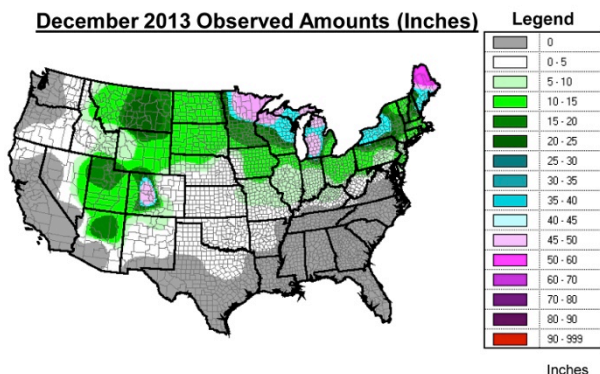 December 2013 Observed Amounts (Inches)
Legend
0
0 - 5
5 - 10
10 - 15
15 - 20
20 - 25
25 - 30
30 - 35
35 - 40
40 - 45
45 - 50
50 - 60
60 - 70
70 - 80
80 - 90
90 - 999
Inches